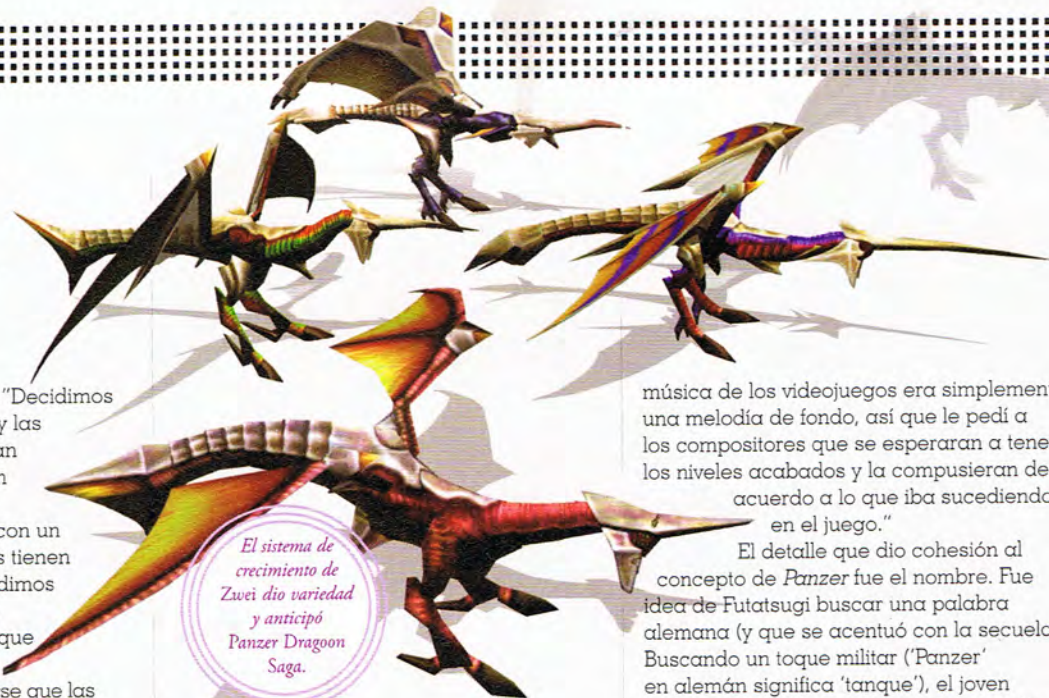 "Decidimos
y las
an
n
con un
s tienen
dimos
que
se que las
El sistema de
crecimiento de
Zwei dio variedad
y anticipó
Panzer Dragoon
Saga.
música de los videojuegos era simplemen
una melodía de fondo, así que le pedí a
los compositores que se esperaran a tene
los niveles acabados y la compusieran de
acuerdo a lo que iba sucediendo
en el juego."
El detalle que dio cohesión al
concepto de Panzer fue el nombre. Fue
idea de Futatsugi buscar una palabra
alemana (y que se acentuó con la secuela
Buscando un toque militar ('Panzer'
en alemán significa 'tanque'), el joven